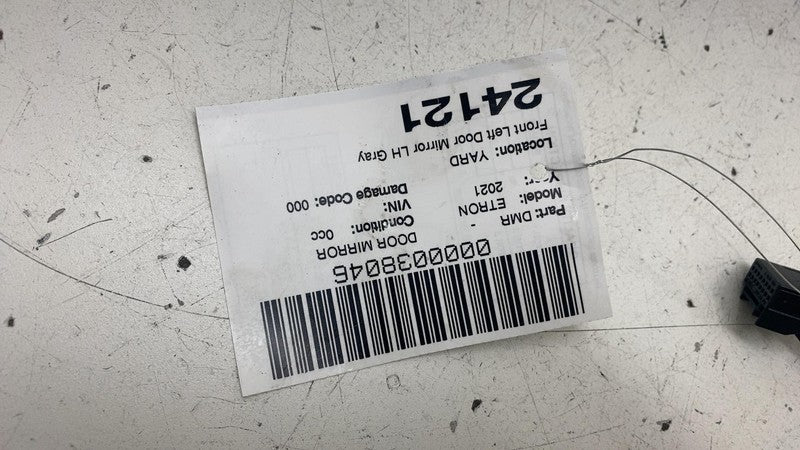 0000038046
Part: DMR - DOOR MIRROR
Model: ETRON Condition: 0cc
Year: 2021 VIN:
Damage Code: 000
Location: YARD
Front Left Door Mirror LH Gray
24121